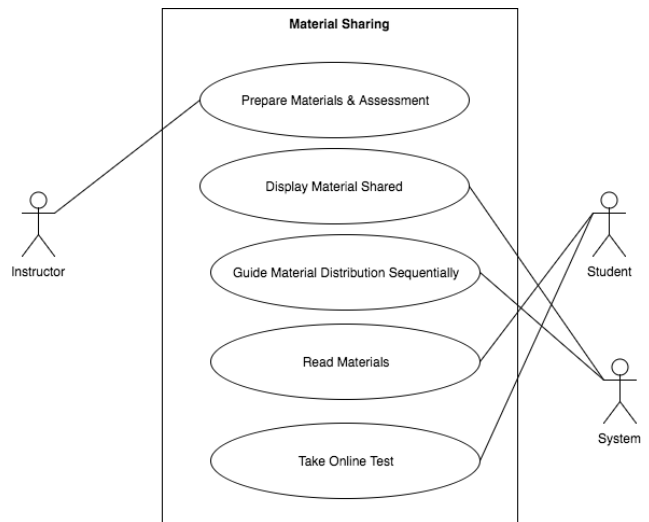 Material Sharing
Prepare Materials & Assessment
Display Material Shared
Instructor
Guide Material Distribution Sequentially
Student
Read Materials
System
Take Online Test